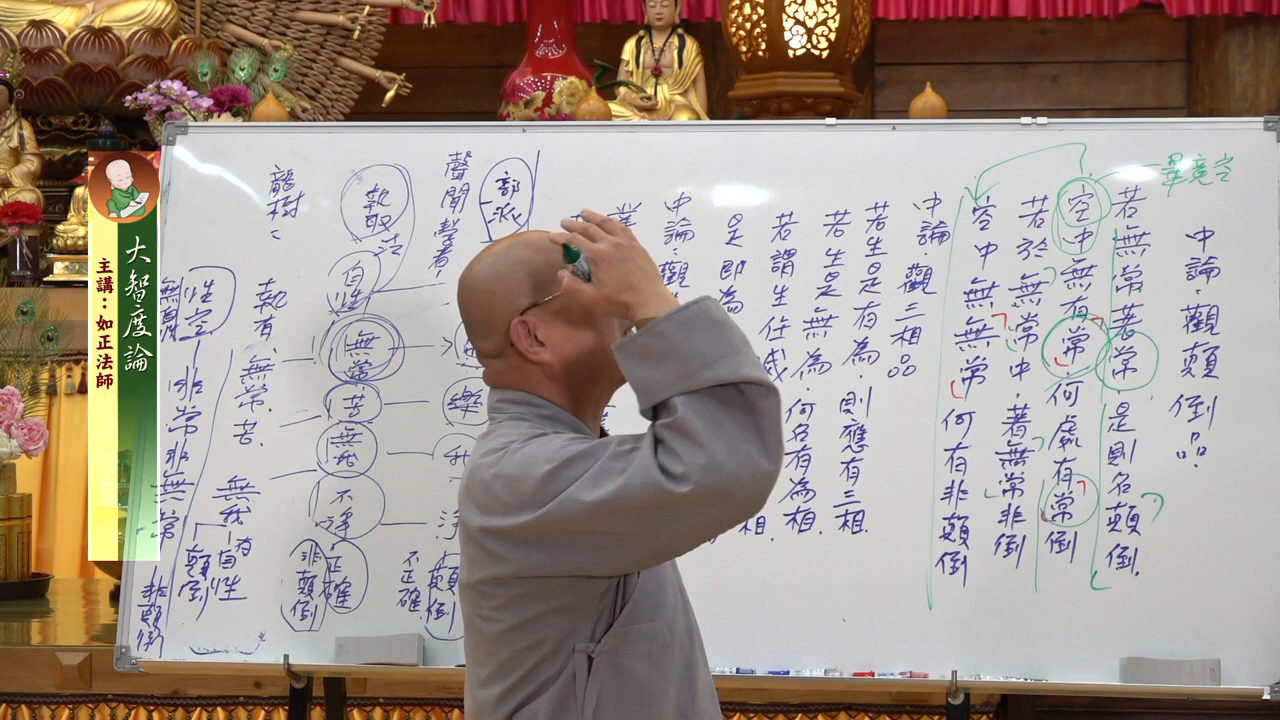 大智度論
主講：如正法師
畢竟空
中論．觀顛倒品．
若無常著常．是則名顛倒．
空中無有常．何處有常倒
若於無常中．著無常非倒
空中無無常．何有非顛倒
中論．觀三相品
若生是有為．則應有三相．
若生是無為．何名有為相．
若謂生住滅
相．
是即為
中論．觀
業
部派
聲聞聲者．
執取法
自性
無常
苦
無我
不淨
樂
我
淨
正確
非顛倒
顛倒
不正確．
龍樹
執有．無常．苦．無我．有自性
顛倒
性空
非常非無常
非顛倒